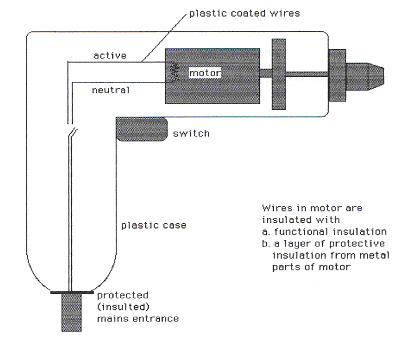 plastic coated wires
active
motor
neutral
switch
Wires in motor are
insulated with
a. functional insulation
b. a layer of protective
insulation from metal
parts of motor
plastic case
protected
(insulted)
mains entrance